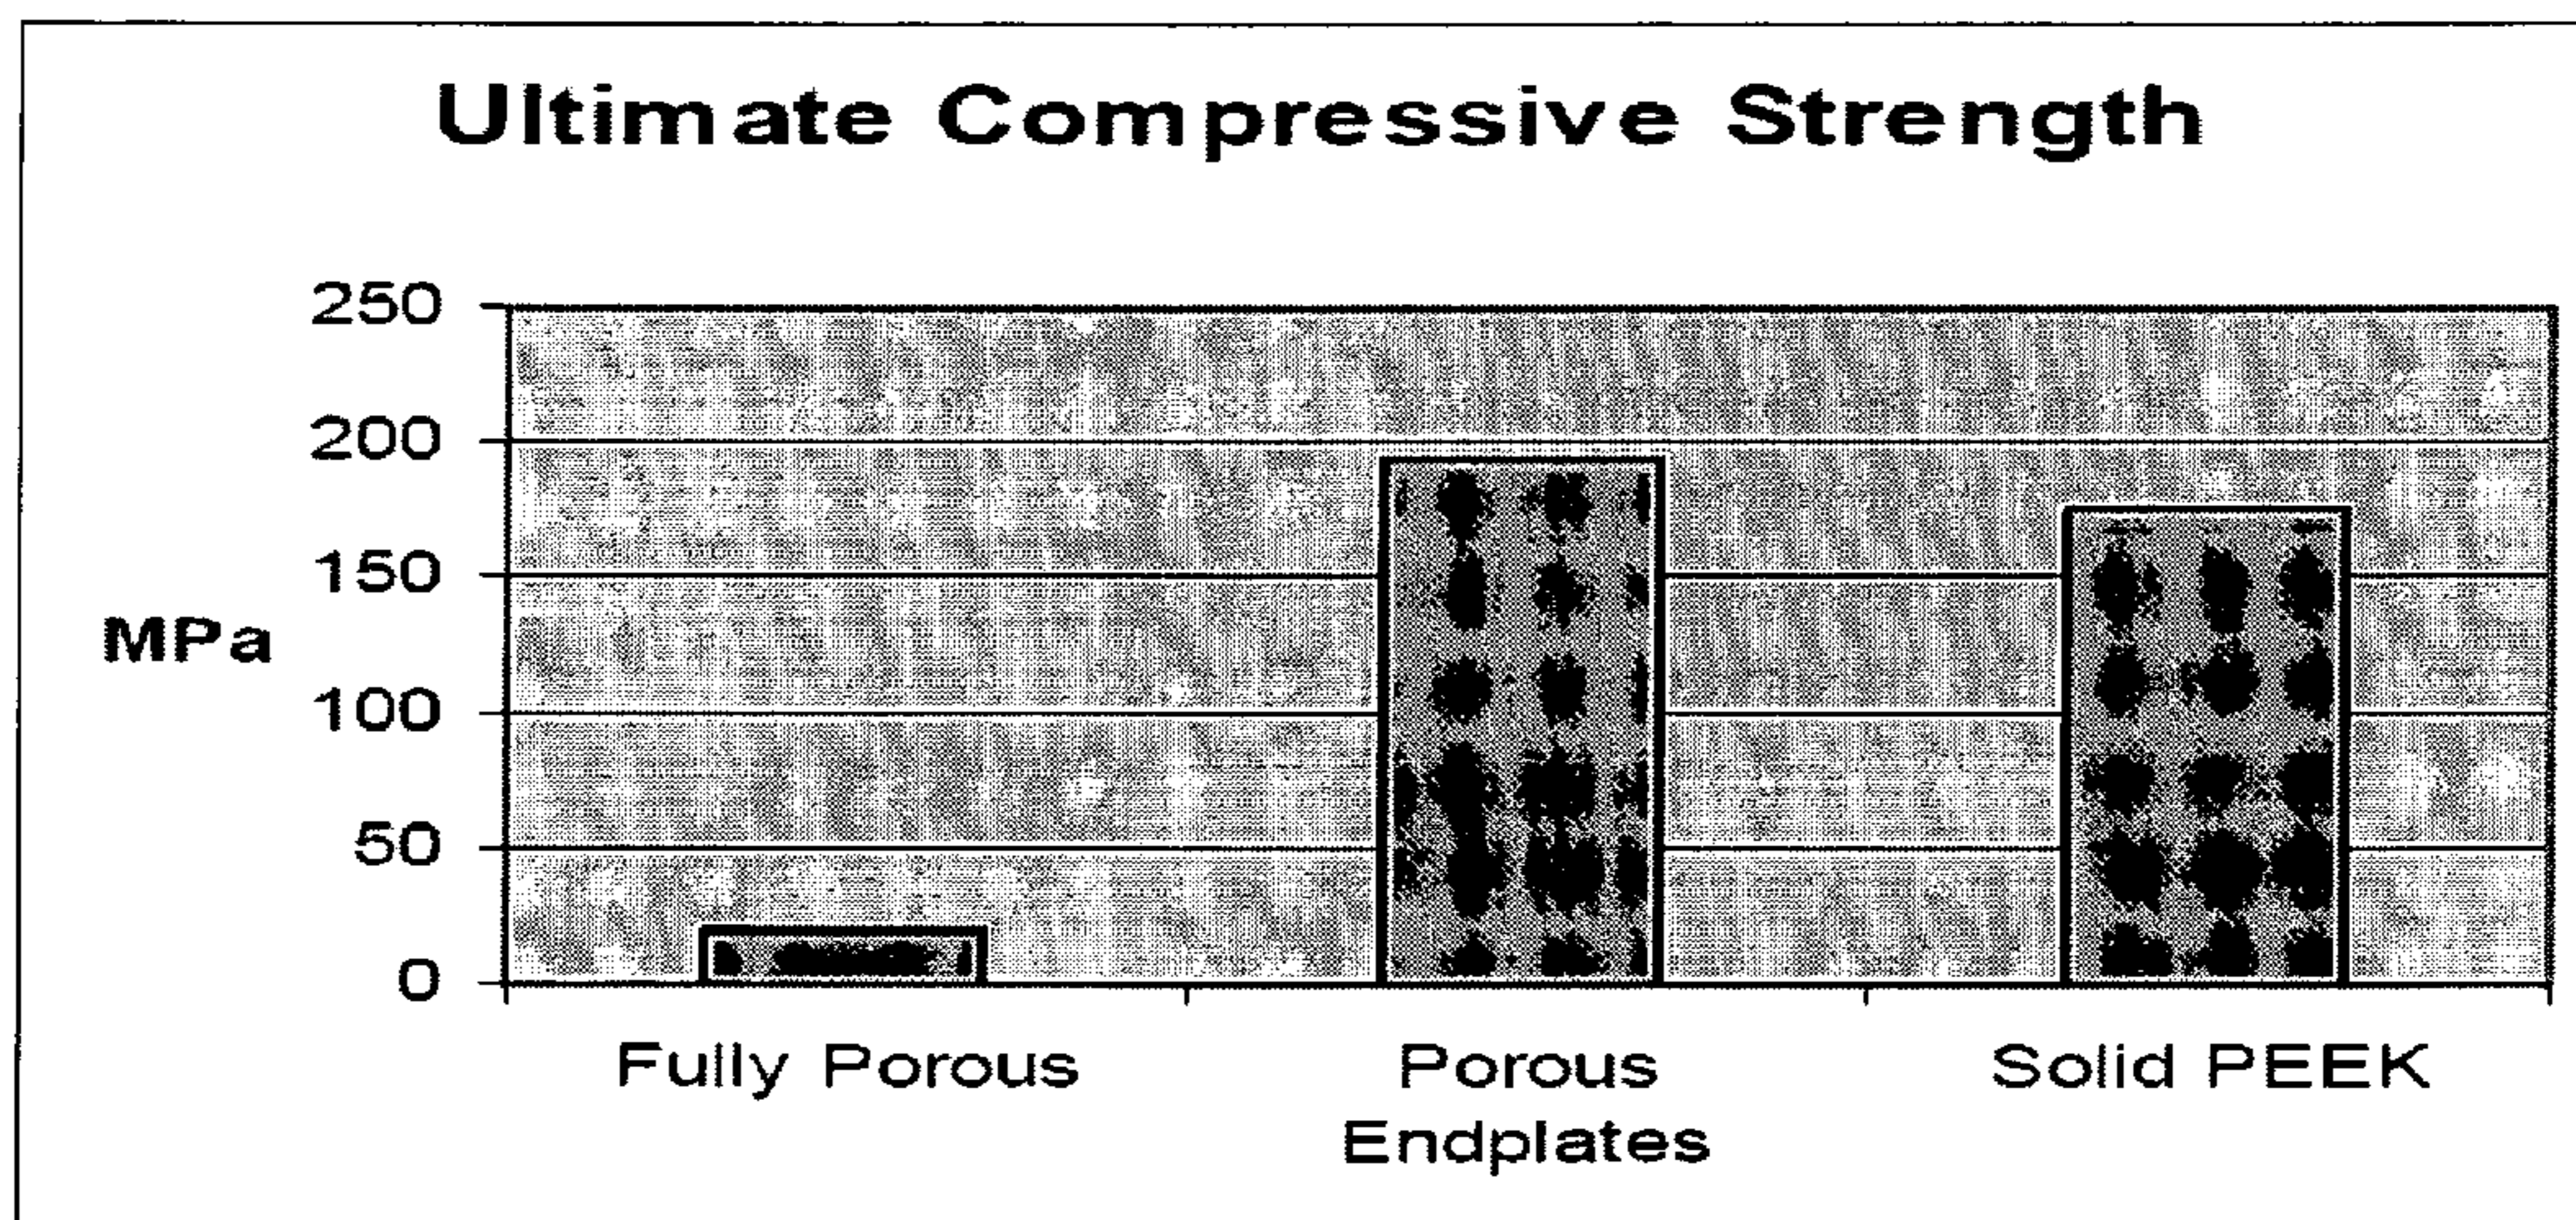 Ultimate Compressive Strength
250
200
150
MPa
100
50
0
Fully Porous
Porous
Endplates
Solid PEEK